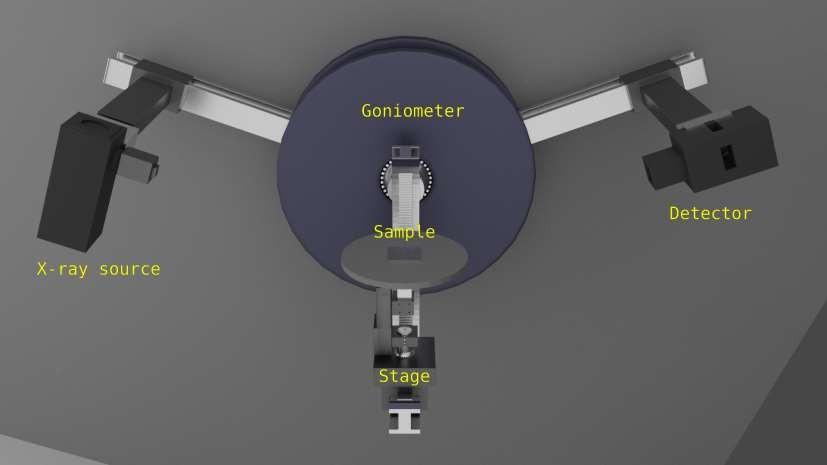 Goniometer
Detector
Sample
X-ray source
Stage